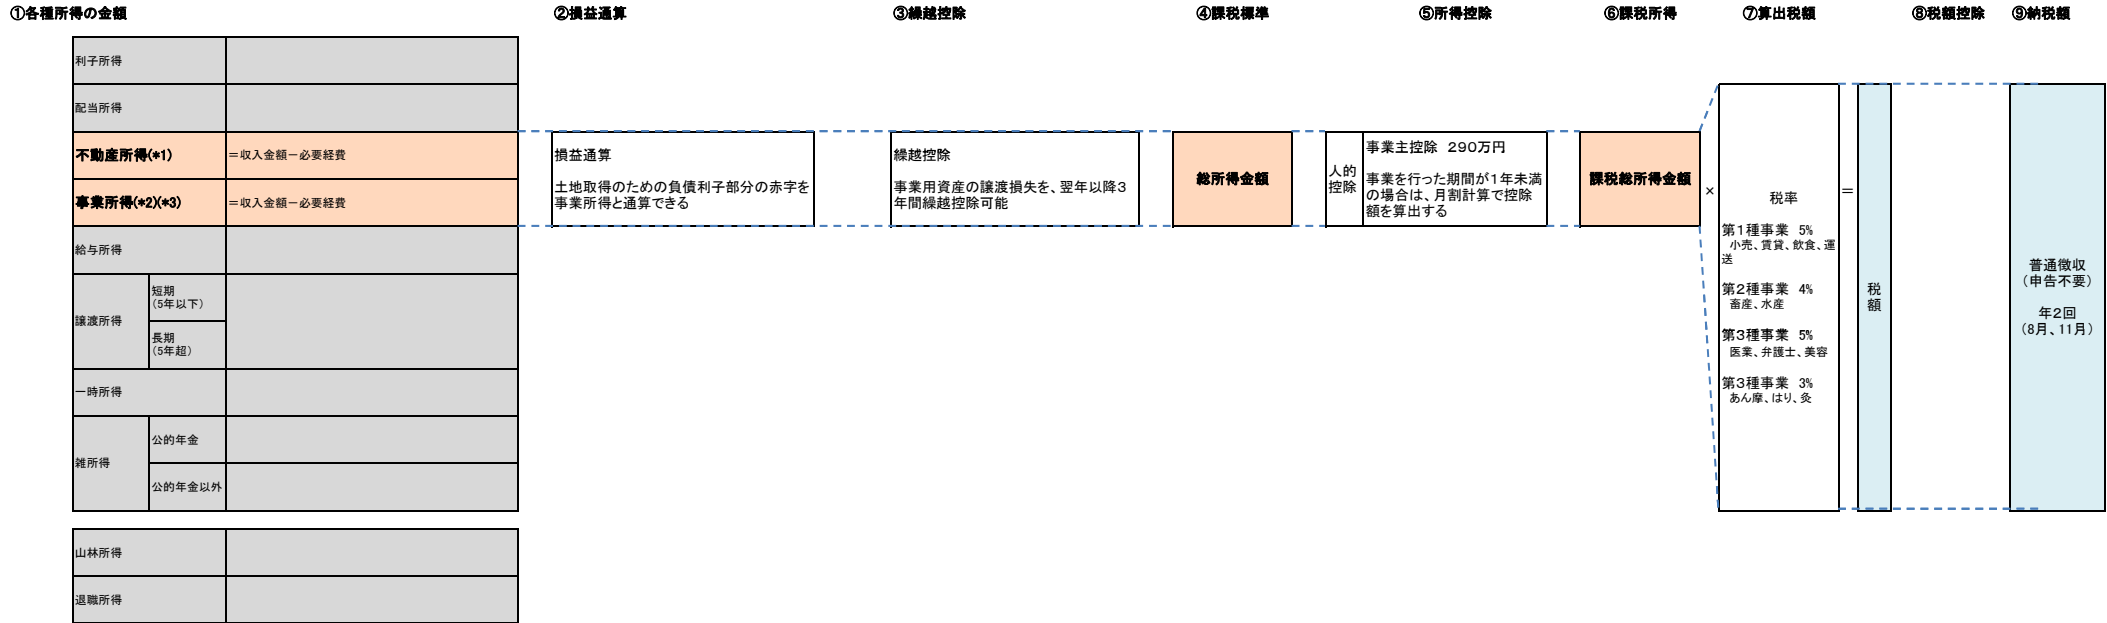 ①各種所得の金額
②損益通算
③繰越控除
④課税標準
⑤所得控除
⑥課税所得
⑦算出税額
⑧税額控除
⑨納税額
利子所得
配当所得
不動産所得(*1)
＝収入金額－必要経費
事業所得(*2)(*3)
＝収入金額－必要経費
給与所得
譲渡所得
短期
（5年以下）
長期
（5年超）
一時所得
雑所得
公的年金
公的年金以外
山林所得
退職所得
損益通算
土地取得のための負債利子部分の赤字を
事業所得と通算できる
繰越控除
事業用資産の譲渡損失を、翌年以降３
年間繰越控除可能
総所得金額
人的
控除
事業主控除 ２９０万円
事業を行った期間が１年未満
の場合は、月割計算で控除
額を算出する
課税総所得金額
×
税率
第１種事業 5%
小売、賃貸、飲食、運
送
第２種事業 4%
畜産、水産
第３種事業 5%
医業、弁護士、美容
第３種事業 3%
あん摩、はり、灸
＝
税
額
普通徴収
（申告不要）
年２回
（8月、11月）